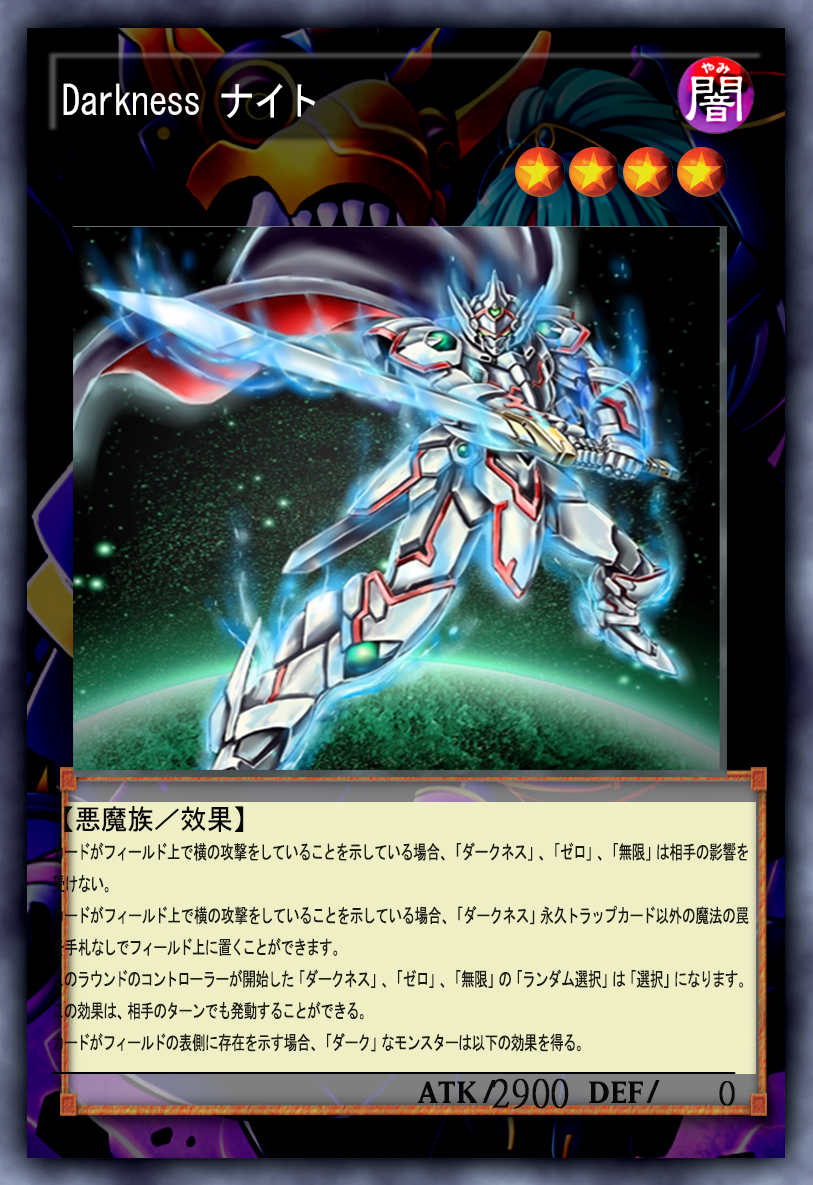 Darkness ナイト
やみ
闇
【悪魔族／効果】
カードがフィールド上で横の攻撃をしていることを示している場合、「ダークネス」、「ゼロ」、「無限」は相手の影響を
受けない。
カードがフィールド上で横の攻撃をしていることを示している場合、「ダークネス」永久トラップカード以外の魔法の罠
を手札なしでフィールド上に置くことができます。
このラウンドのコントローラーが開始した「ダークネス」、「ゼロ」、「無限」の「ランダム選択」は「選択」になります。
この効果は、相手のターンでも発動することができる。
カードがフィールドの表側に存在を示す場合、「ダーク」なモンスターは以下の効果を得る。
ATK/2900 DEF/ 0